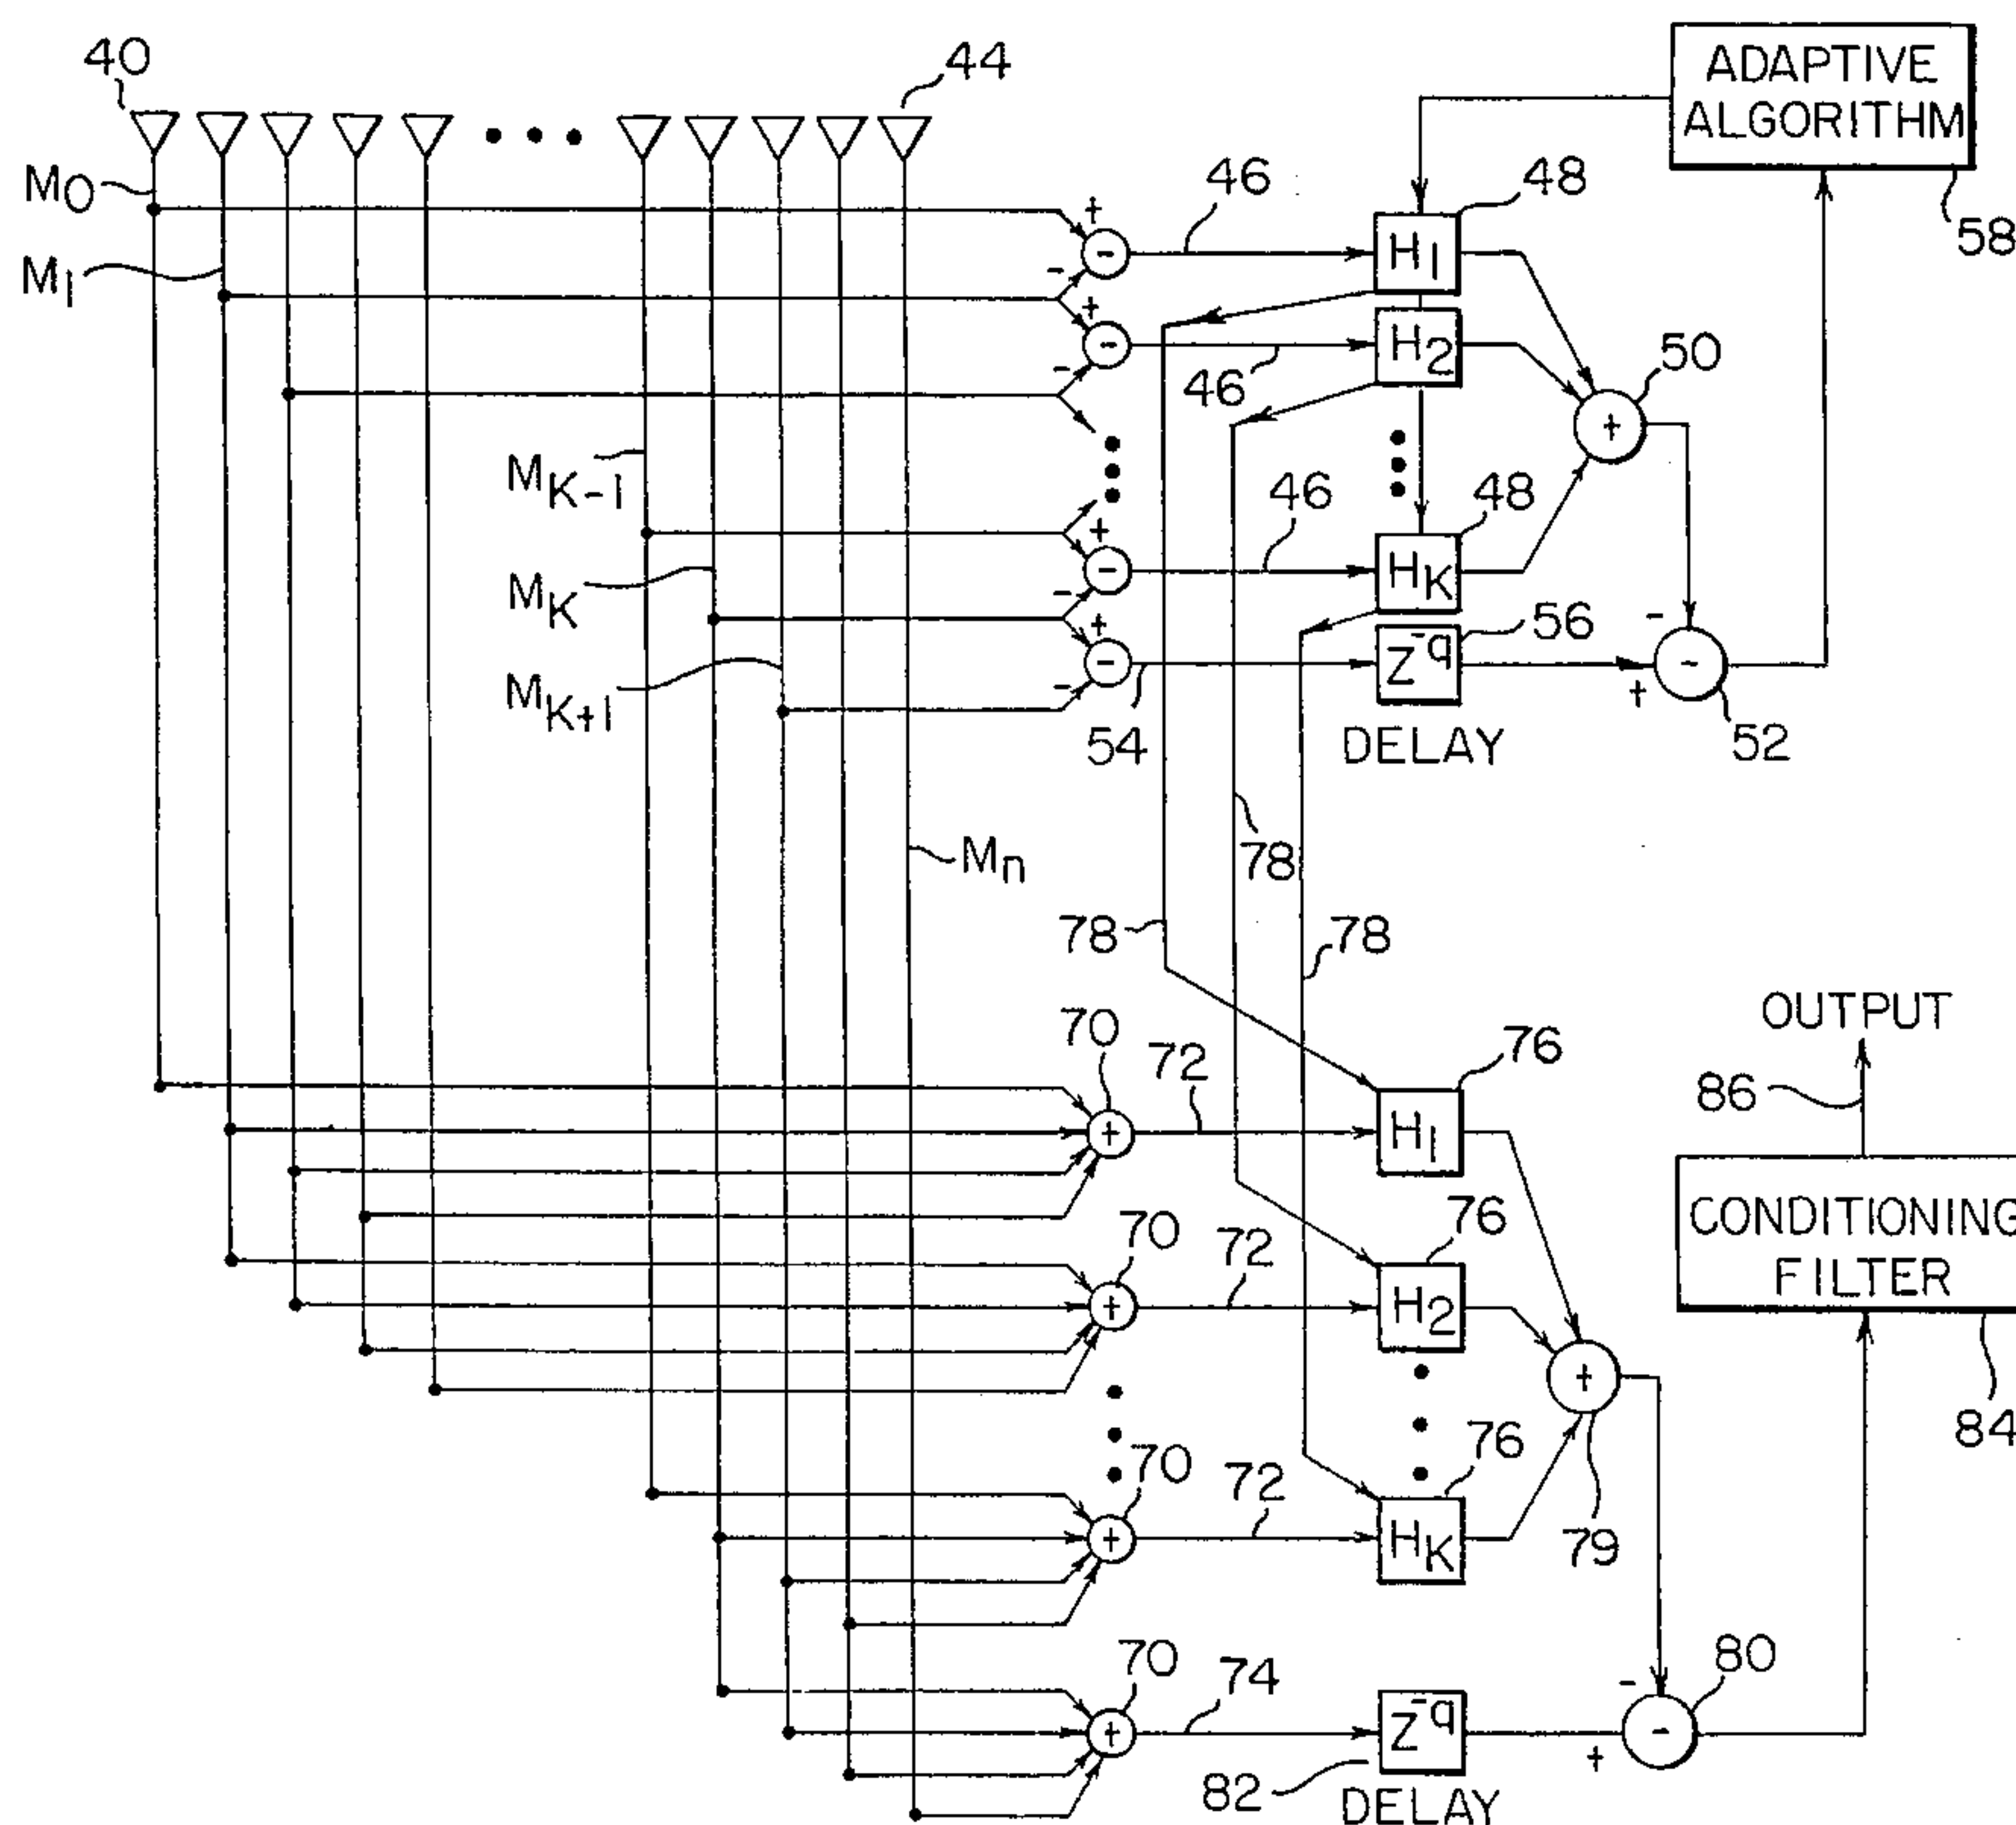 40
44
ADAPTIVE
ALGORITHM
58
M0
M1
+
-
-
46
H1
48
+
-
-
46
H2
50
+
MK-1
+
-
-
46
HK
48
MK
+
-
-
54
Z-q
56
DELAY
-
-
+
52
MK+1
78
Mn
78
78
OUTPUT
86
70
+
72
H1
76
CONDITIONING
FILTER
84
70
+
72
H2
76
+
79
70
+
72
HK
76
70
+
74
Z-q
82
DELAY
-
-
+
80